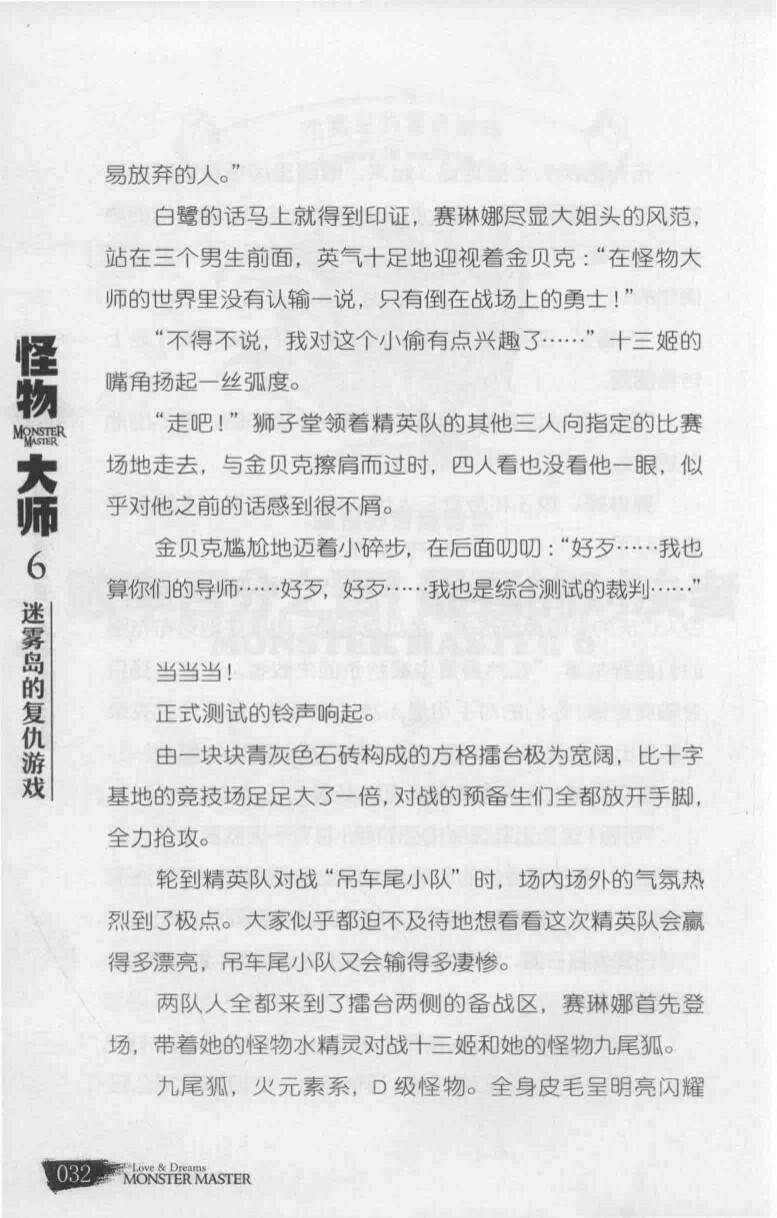 易放弃的人。”
白鹭的话马上就得到印证，赛琳娜尽显大姐头的风范，
站在三个男生前面，英气十足地迎视着金贝克：“在怪物大
师的世界里没有认输一说，只有倒在战场上的勇士！”
“不得不说，我对这个小偷有点兴趣了……”十三姬的
嘴角扬起一丝弧度。
“走吧！”狮子堂领着精英队的其他三人向指定的比赛
场地走去，与金贝克擦肩而过时，四人看也没看他一眼，似
乎对他之前的话感到很不屑。
金贝克尴尬地迈着小碎步，在后面叨叨：“好歹……我也
算你们的导师……好歹，好歹……我也是综合测试的裁判……”
当当当！
正式测试的铃声响起。
由一块块青灰色石砖构成的方格擂台极为宽阔，比十字
基地的竞技场足足大了一倍，对战的预备生们全都放开手脚，
全力抢攻。
轮到精英队对战“吊车尾小队”时，场内场外的气氛热
烈到了极点。大家似乎都迫不及待地想看看这次精英队会赢
得多漂亮，吊车尾小队又会输得多凄惨。
两队人全都来到了擂台两侧的备战区，赛琳娜首先登
场，带着她的怪物水精灵对战十三姬和她的怪物九尾狐。
九尾狐，火元素系，D级怪物。全身皮毛呈明亮闪耀
怪物
MONSTER
MASTER
大师
6
迷雾岛的复仇游戏
032
Love & Dreams
MONSTER MASTER